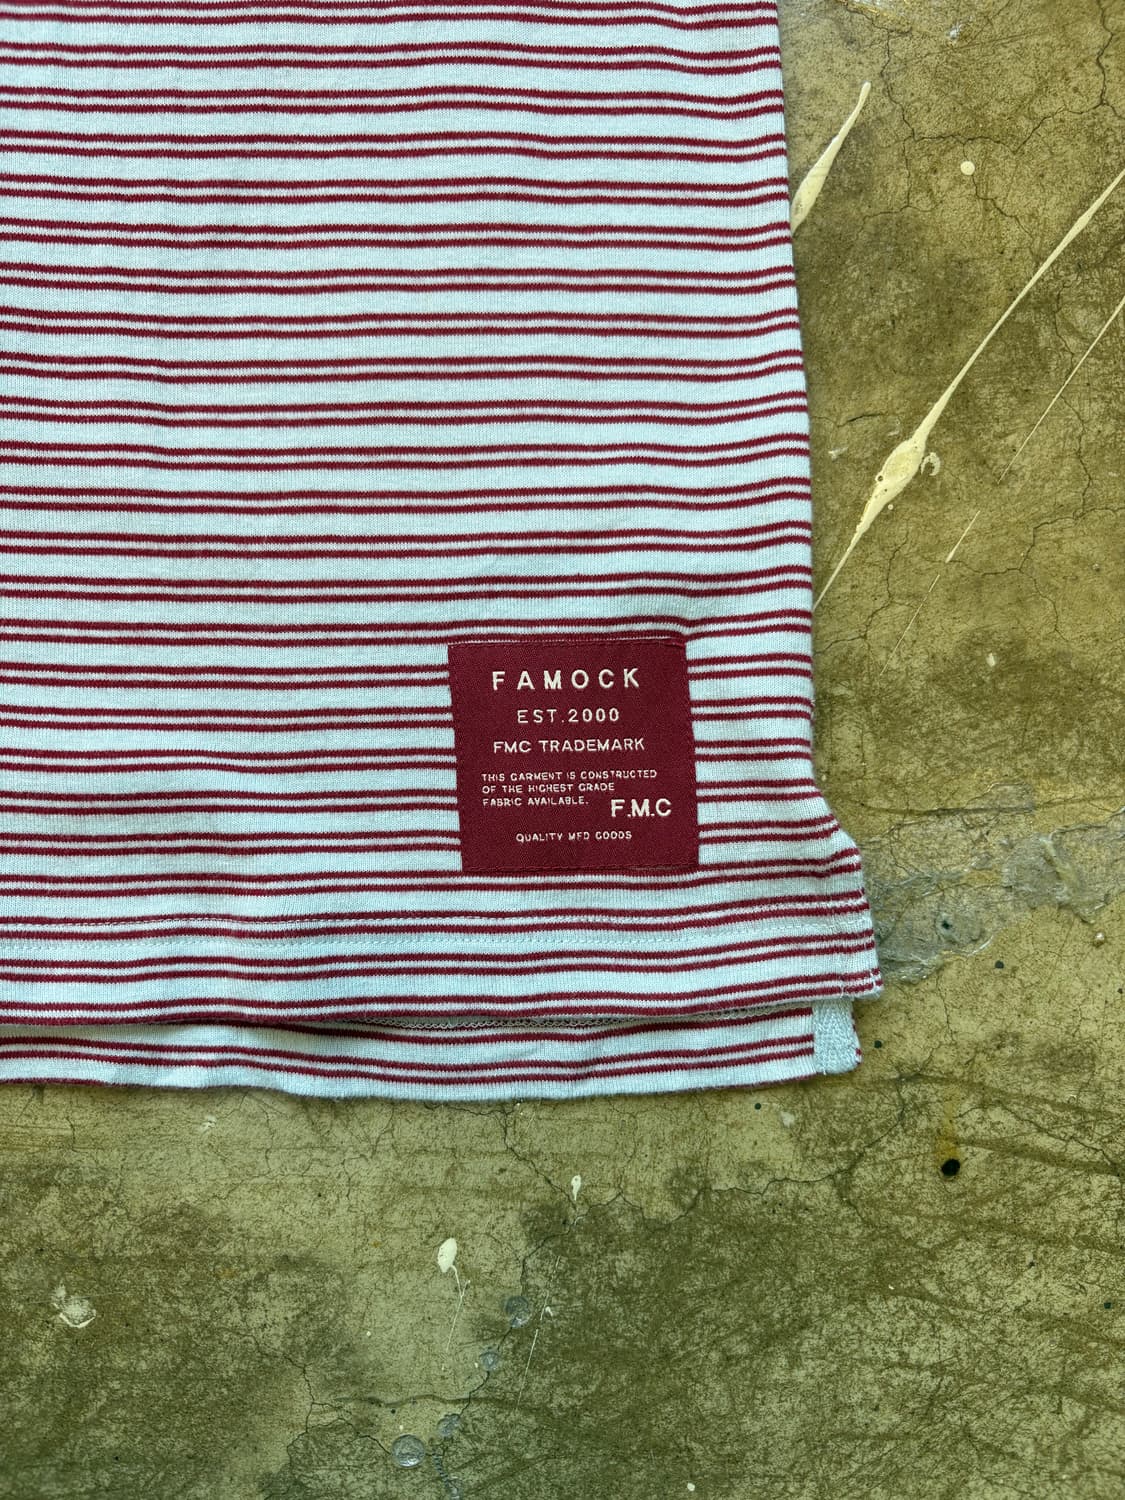 FAMOCK
EST.2000
FMC TRADEMARK
THIS GARMENT IS CONSTRUCTED
OF THE HIGHEST GRADE
FABRIC AVAILABLE.
F.M.C
QUALITY MFD GOODS